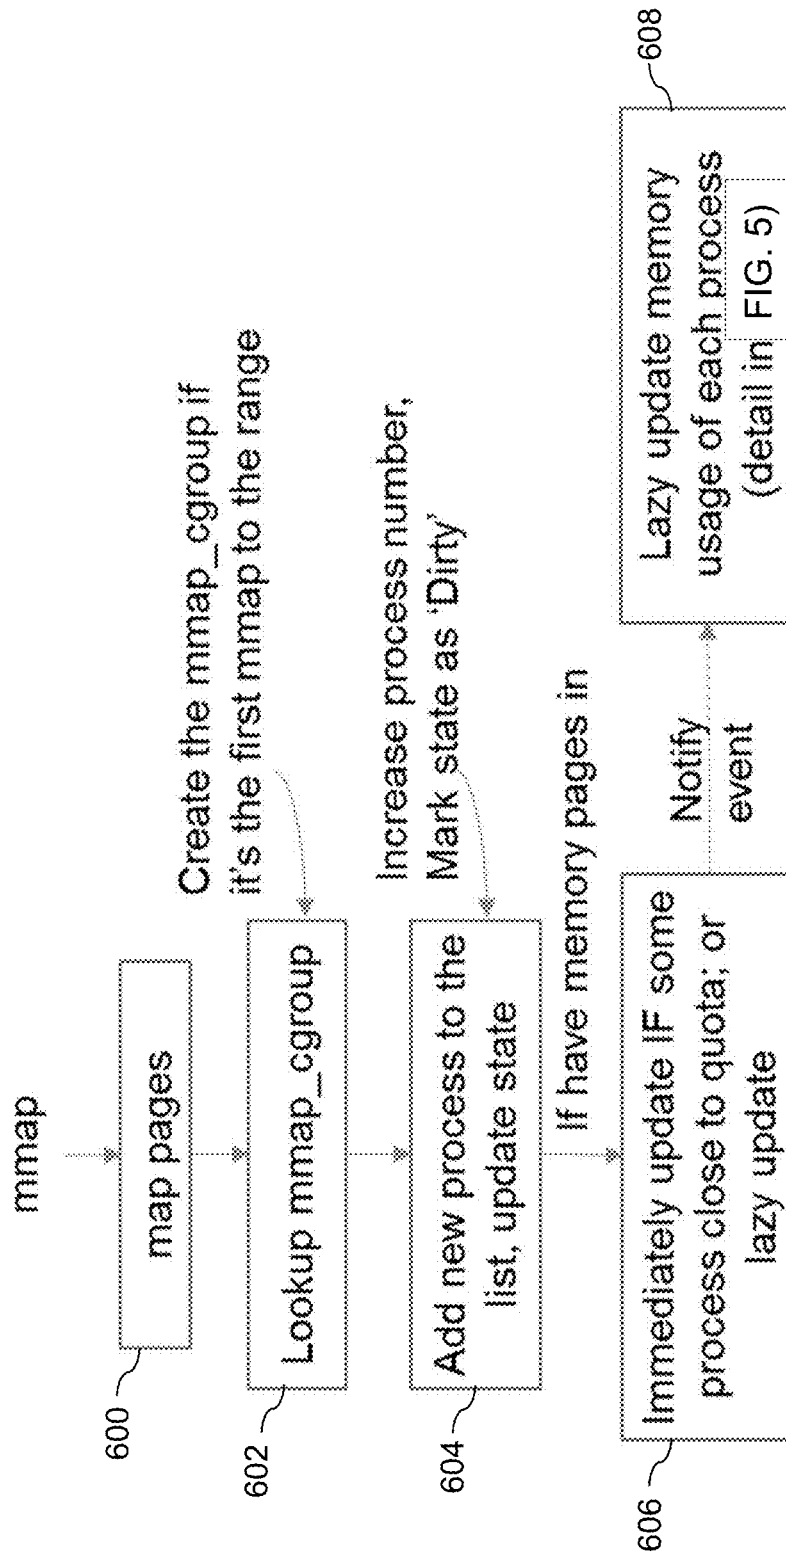 mmap
600
map pages
Create the mmap_cgroup if
it's the first mmap to the range
602
Lookup mmap_cgroup
Increase process number,
Mark state as 'Dirty'
604
Add new process to the
list, update state
If have memory pages in
606
Immediately update IF some
process close to quota; or
lazy update
Notify
event
608
Lazy update memory
usage of each process
(detail in FIG. 5)